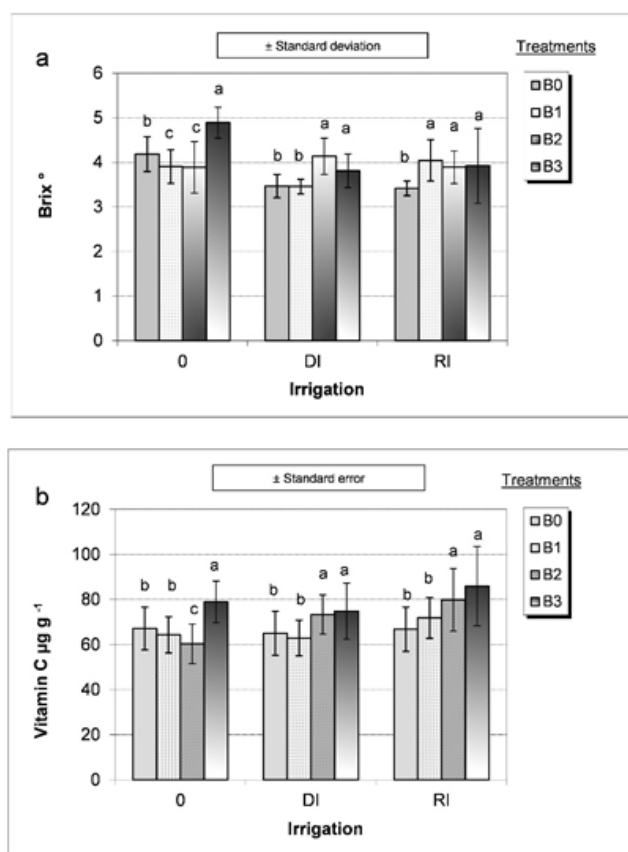 ± Standard deviation
Treatments
a
B0
B1
B2
B3
6
5
4
3
2
1
0
b c c a b b a a b a a a
Brix °
0 DI RI
Irrigation
± Standard error
Treatments
b
B0
B1
B2
B3
120
100
80
60
40
20
0
b b c a b b a a b b a a
Vitamin C µg g⁻¹
0 DI RI
Irrigation